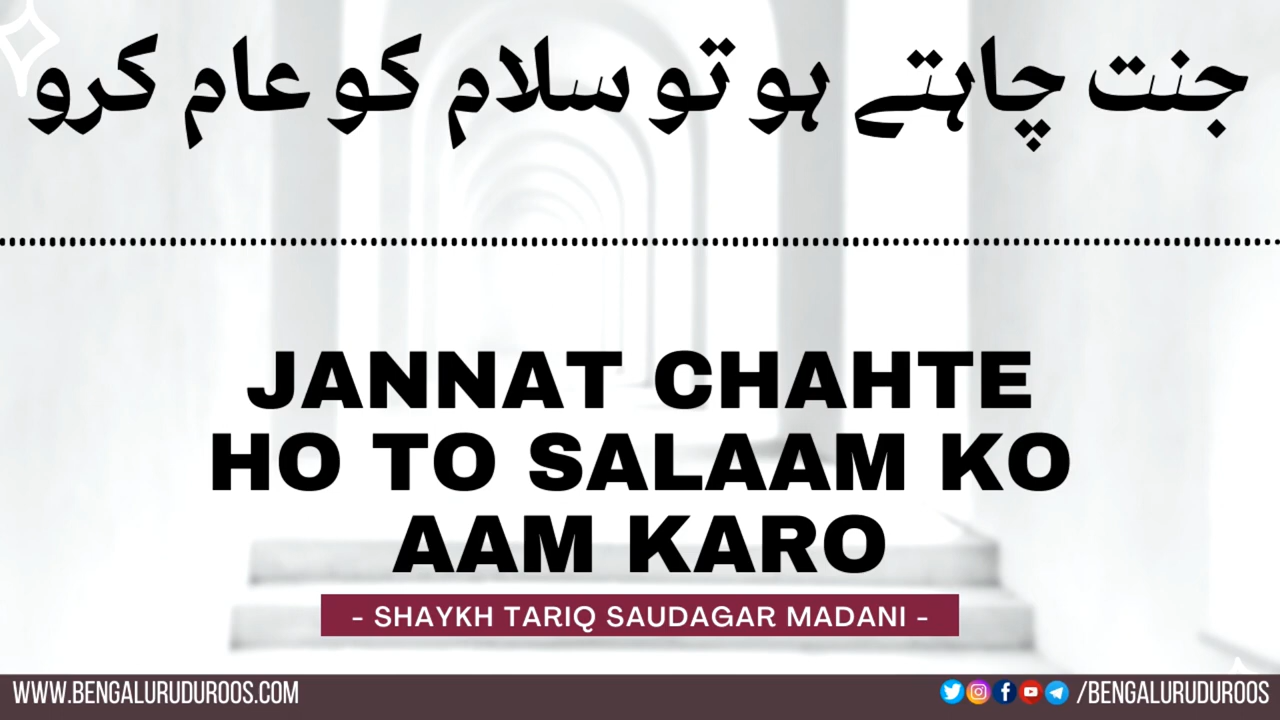 جنت چاہتے ہو تو سلام کو عام کرو
JANNAT CHAHTE
HO TO SALAAM KO
AAM KARO
- SHAYKH TARIQ SAUDAGAR MADANI -
WWW.BENGALURUDUROOS.COM
/BENGALURUDUROOS